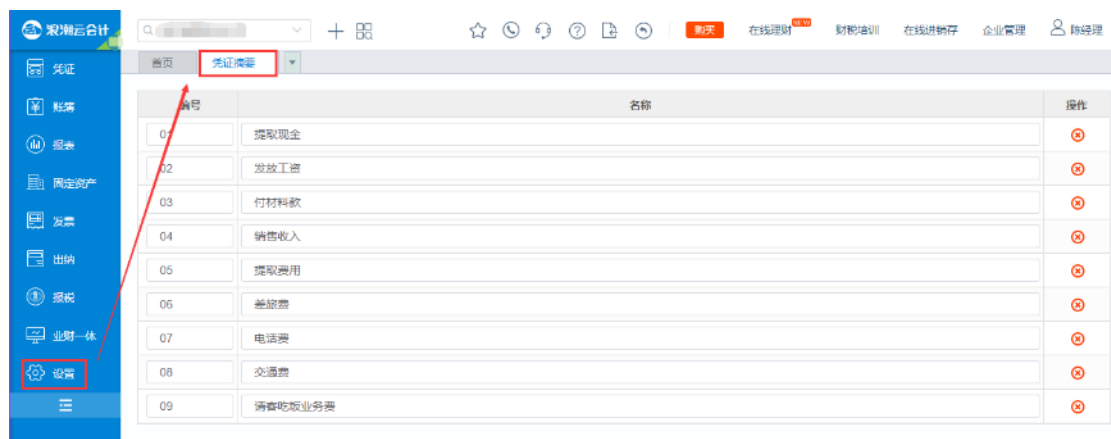 浪潮云会计
购买
在线理财
NEW
财税培训
在线进销存
企业管理
陈经理
凭证
账簿
报表
固定资产
发票
出纳
报税
业财一体
设置
首页
凭证摘要
编号 名称 操作
01 提取现金
02 发放工资
03 付材料款
04 销售收入
05 提取费用
06 差旅费
07 电话费
08 交通费
09 请客吃饭业务费